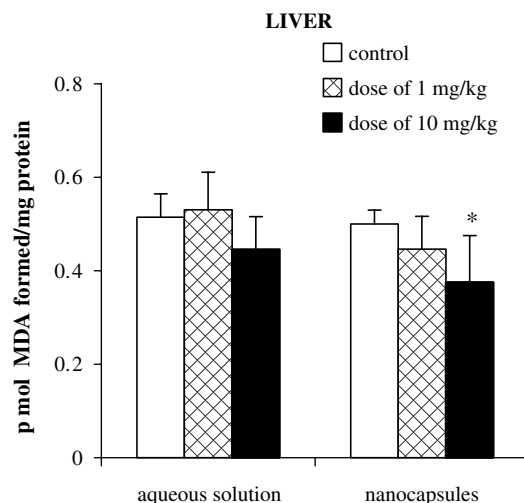 LIVER
control
dose of 1 mg/kg
dose of 10 mg/kg
p mol MDA formed/mg protein
0.8
0.6
0.4
0.2
0
*
aqueous solution
nanocapsules